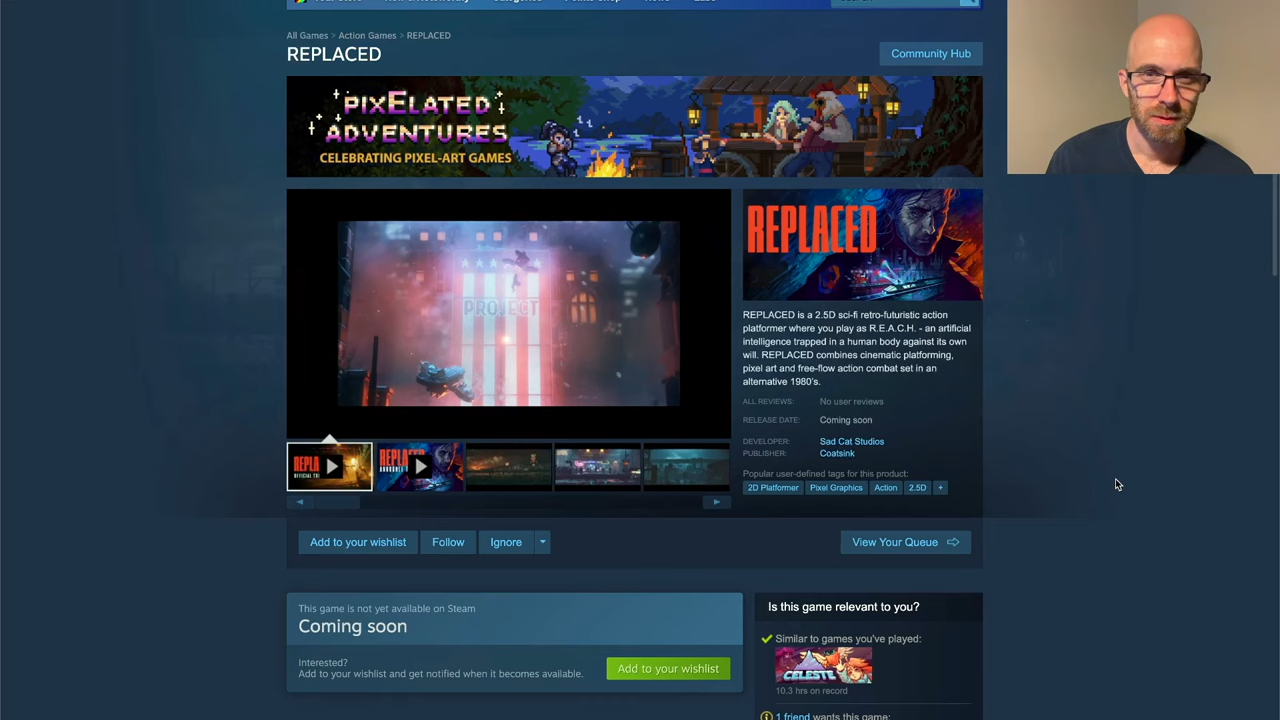 All Games > Action Games > REPLACED
REPLACED
Community Hub
PIXELATED
ADVENTURES
CELEBRATING PIXEL-ART GAMES
PROJECT
REPLACED
REPLACED is a 2.5D sci-fi retro-futuristic action
platformer where you play as R.E.A.C.H. - an artificial
intelligence trapped in a human body against its own
will. REPLACED combines cinematic platforming,
pixel art and free-flow action combat set in an
alternative 1980's.
ALL REVIEWS: No user reviews
RELEASE DATE: Coming soon
DEVELOPER: Sad Cat Studios
PUBLISHER: Coatsink
Popular user-defined tags for this product:
2D Platformer Pixel Graphics Action 2.5D +
Add to your wishlist Follow Ignore View Your Queue
This game is not yet available on Steam
Coming soon
Interested?
Add to your wishlist and get notified when it becomes available.
Add to your wishlist
Is this game relevant to you?
Similar to games you've played:
CELESTE
10.3 hrs on record
1 friend wants this game: